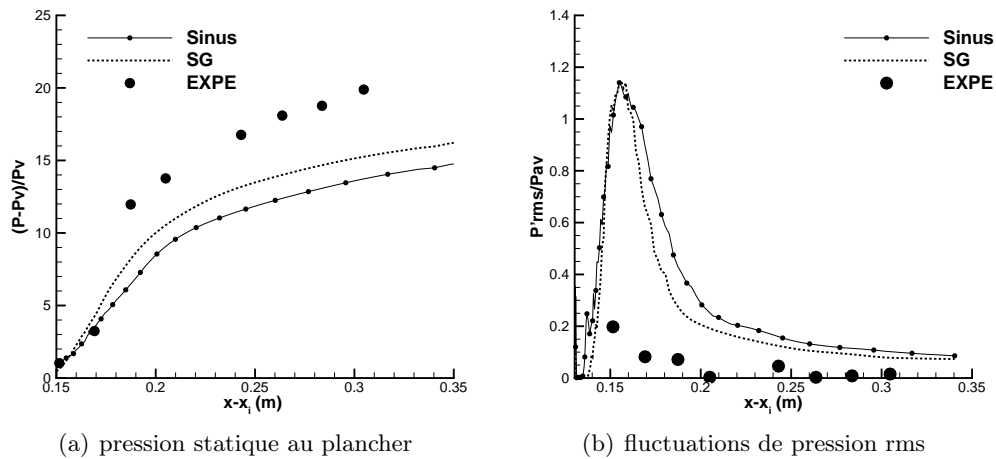 25
20
15
10
5
0
0.15
0.2
0.25
0.3
0.35
(P-Pv)/Pv
x-xi (m)
Sinus
SG
EXPE
(a) pression statique au plancher
1.4
1.2
1
0.8
0.6
0.4
0.2
0
0.15
0.2
0.25
0.3
0.35
P'rms/Pav
x-xi (m)
Sinus
SG
EXPE
(b) fluctuations de pression rms